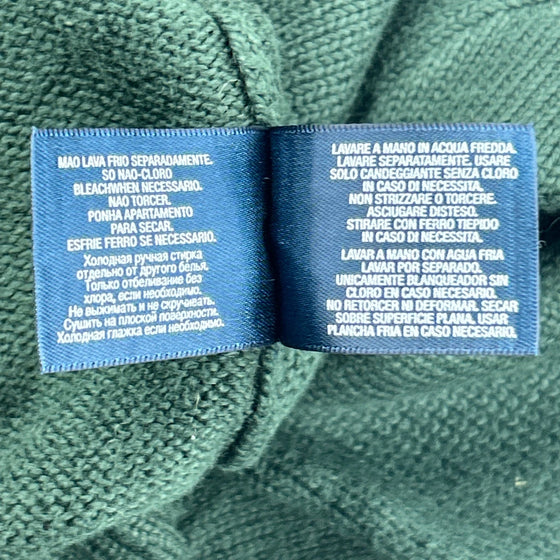 MAO LAVA FRIO SEPARADAMENTE.
SO NAO-CLORO
BLEACHWHEN NECESSARIO.
NAO TORCER.
PONHA APARTAMENTO
PARA SECAR.
ESFRIE FERRO SE NECESSARIO.
Холодная ручная стирка
отдельно от другого белья.
Только отбеливание без
хлора, если необходимо.
Не выжимать и не скручивать.
Сушить на плоской поверхности.
Холодная глажка если необходимо.
LAVARE A MANO IN ACQUA FREDDA.
LAVARE SEPARATAMENTE. USARE
SOLO CANDEGGIANTE SENZA CLORO
IN CASO DI NECESSITA.
NON STRIZZARE O TORCERE.
ASCIUGARE DISTESO.
STIRARE CON FERRO TIEPIDO
IN CASO DI NECESSITA.
LAVAR A MANO CON AGUA FRIA
LAVAR POR SEPARADO.
UNICAMENTE BLANQUEADOR SIN
CLORO EN CASO NECESARIO.
NO RETORCER NI DEFORMAR. SECAR
SOBRE SUPERFICIE PLANA. USAR
PLANCHA FRIA EN CASO NECESARIO.